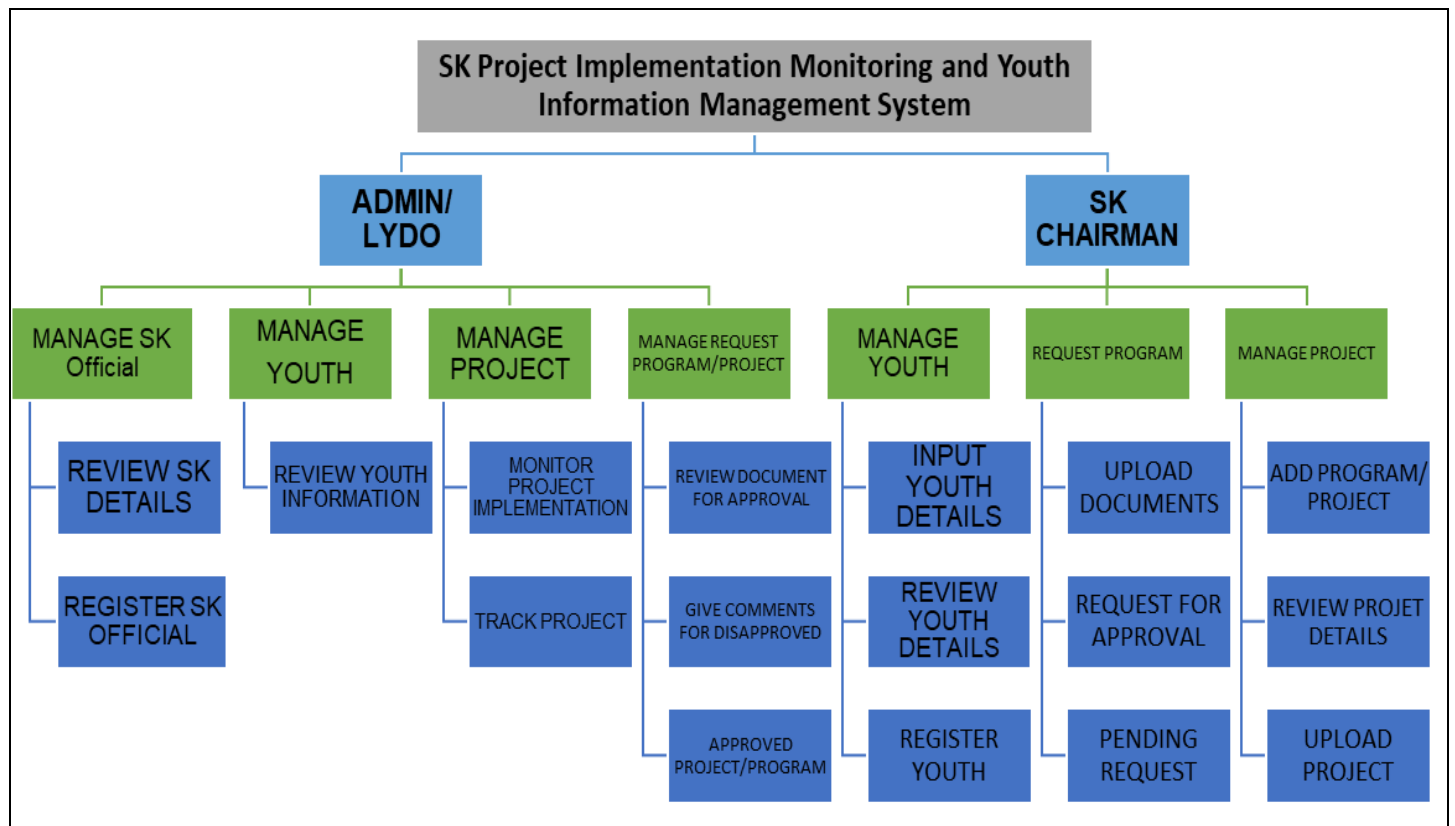 SK Project Implementation Monitoring and Youth
Information Management System
ADMIN/
LYDO
SK
CHAIRMAN
MANAGE SK
Official
MANAGE
YOUTH
MANAGE
PROJECT
MANAGE REQUEST
PROGRAM/PROJECT
MANAGE
YOUTH
REQUEST PROGRAM
MANAGE PROJECT
REVIEW SK
DETAILS
REVIEW YOUTH
INFORMATION
MONITOR
PROJECT
IMPLEMENTATION
REVIEW DOCUMENT
FOR APPROVAL
INPUT
YOUTH
DETAILS
UPLOAD
DOCUMENTS
ADD PROGRAM/
PROJECT
REGISTER SK
OFFICIAL
TRACK PROJECT
GIVE COMMENTS
FOR DISAPPROVED
REVIEW
YOUTH
DETAILS
REQUEST FOR
APPROVAL
REVIEW PROJET
DETAILS
APPROVED
PROJECT/PROGRAM
REGISTER
YOUTH
PENDING
REQUEST
UPLOAD
PROJECT